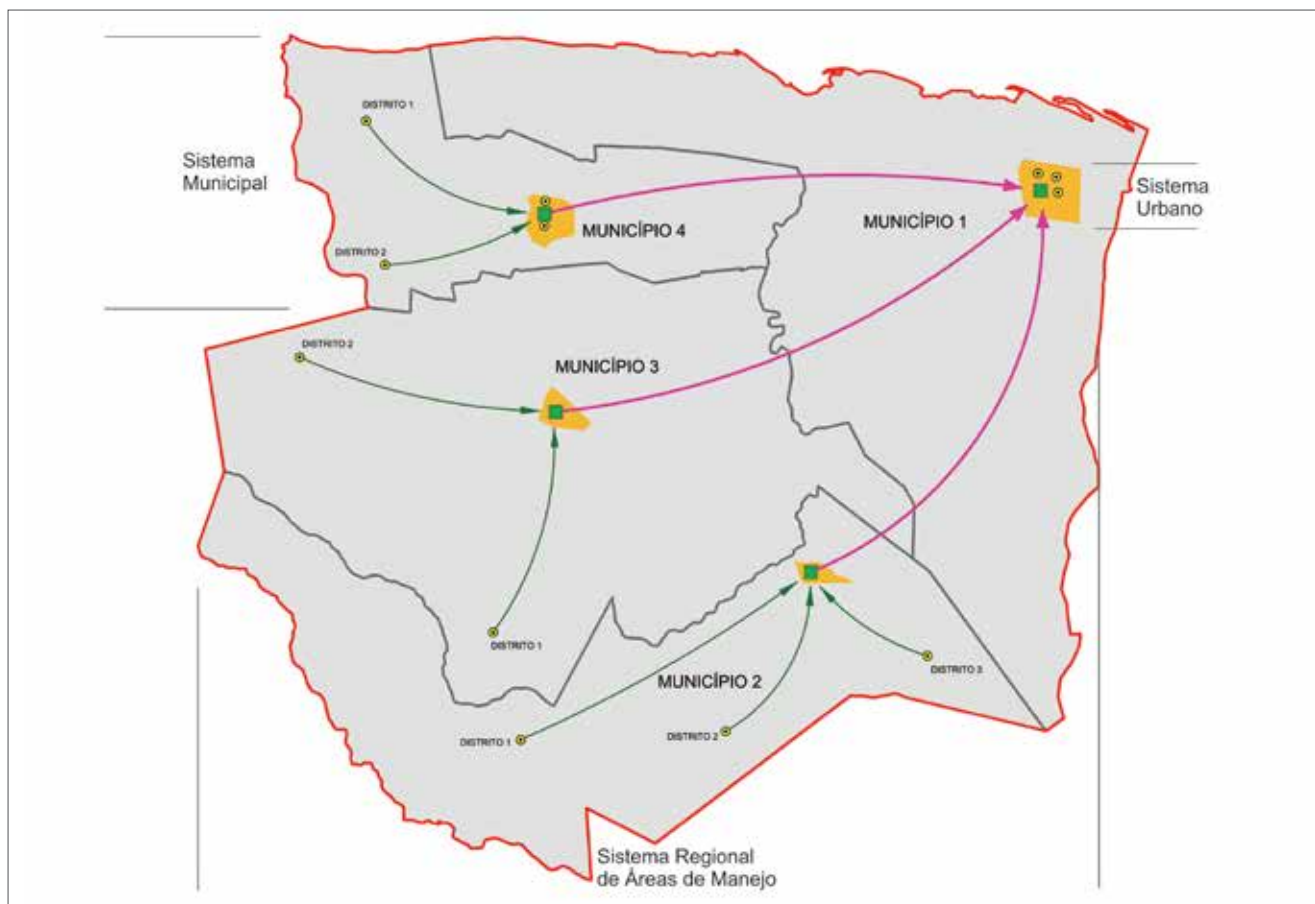 DISTRITO 1
Sistema
Municipal
DISTRITO 2
MUNICÍPIO 4
MUNICÍPIO 1
Sistema
Urbano
DISTRITO 2
MUNICÍPIO 3
DISTRITO 1
MUNICÍPIO 2
DISTRITO 3
DISTRITO 1
DISTRITO 2
Sistema Regional
de Áreas de Manejo